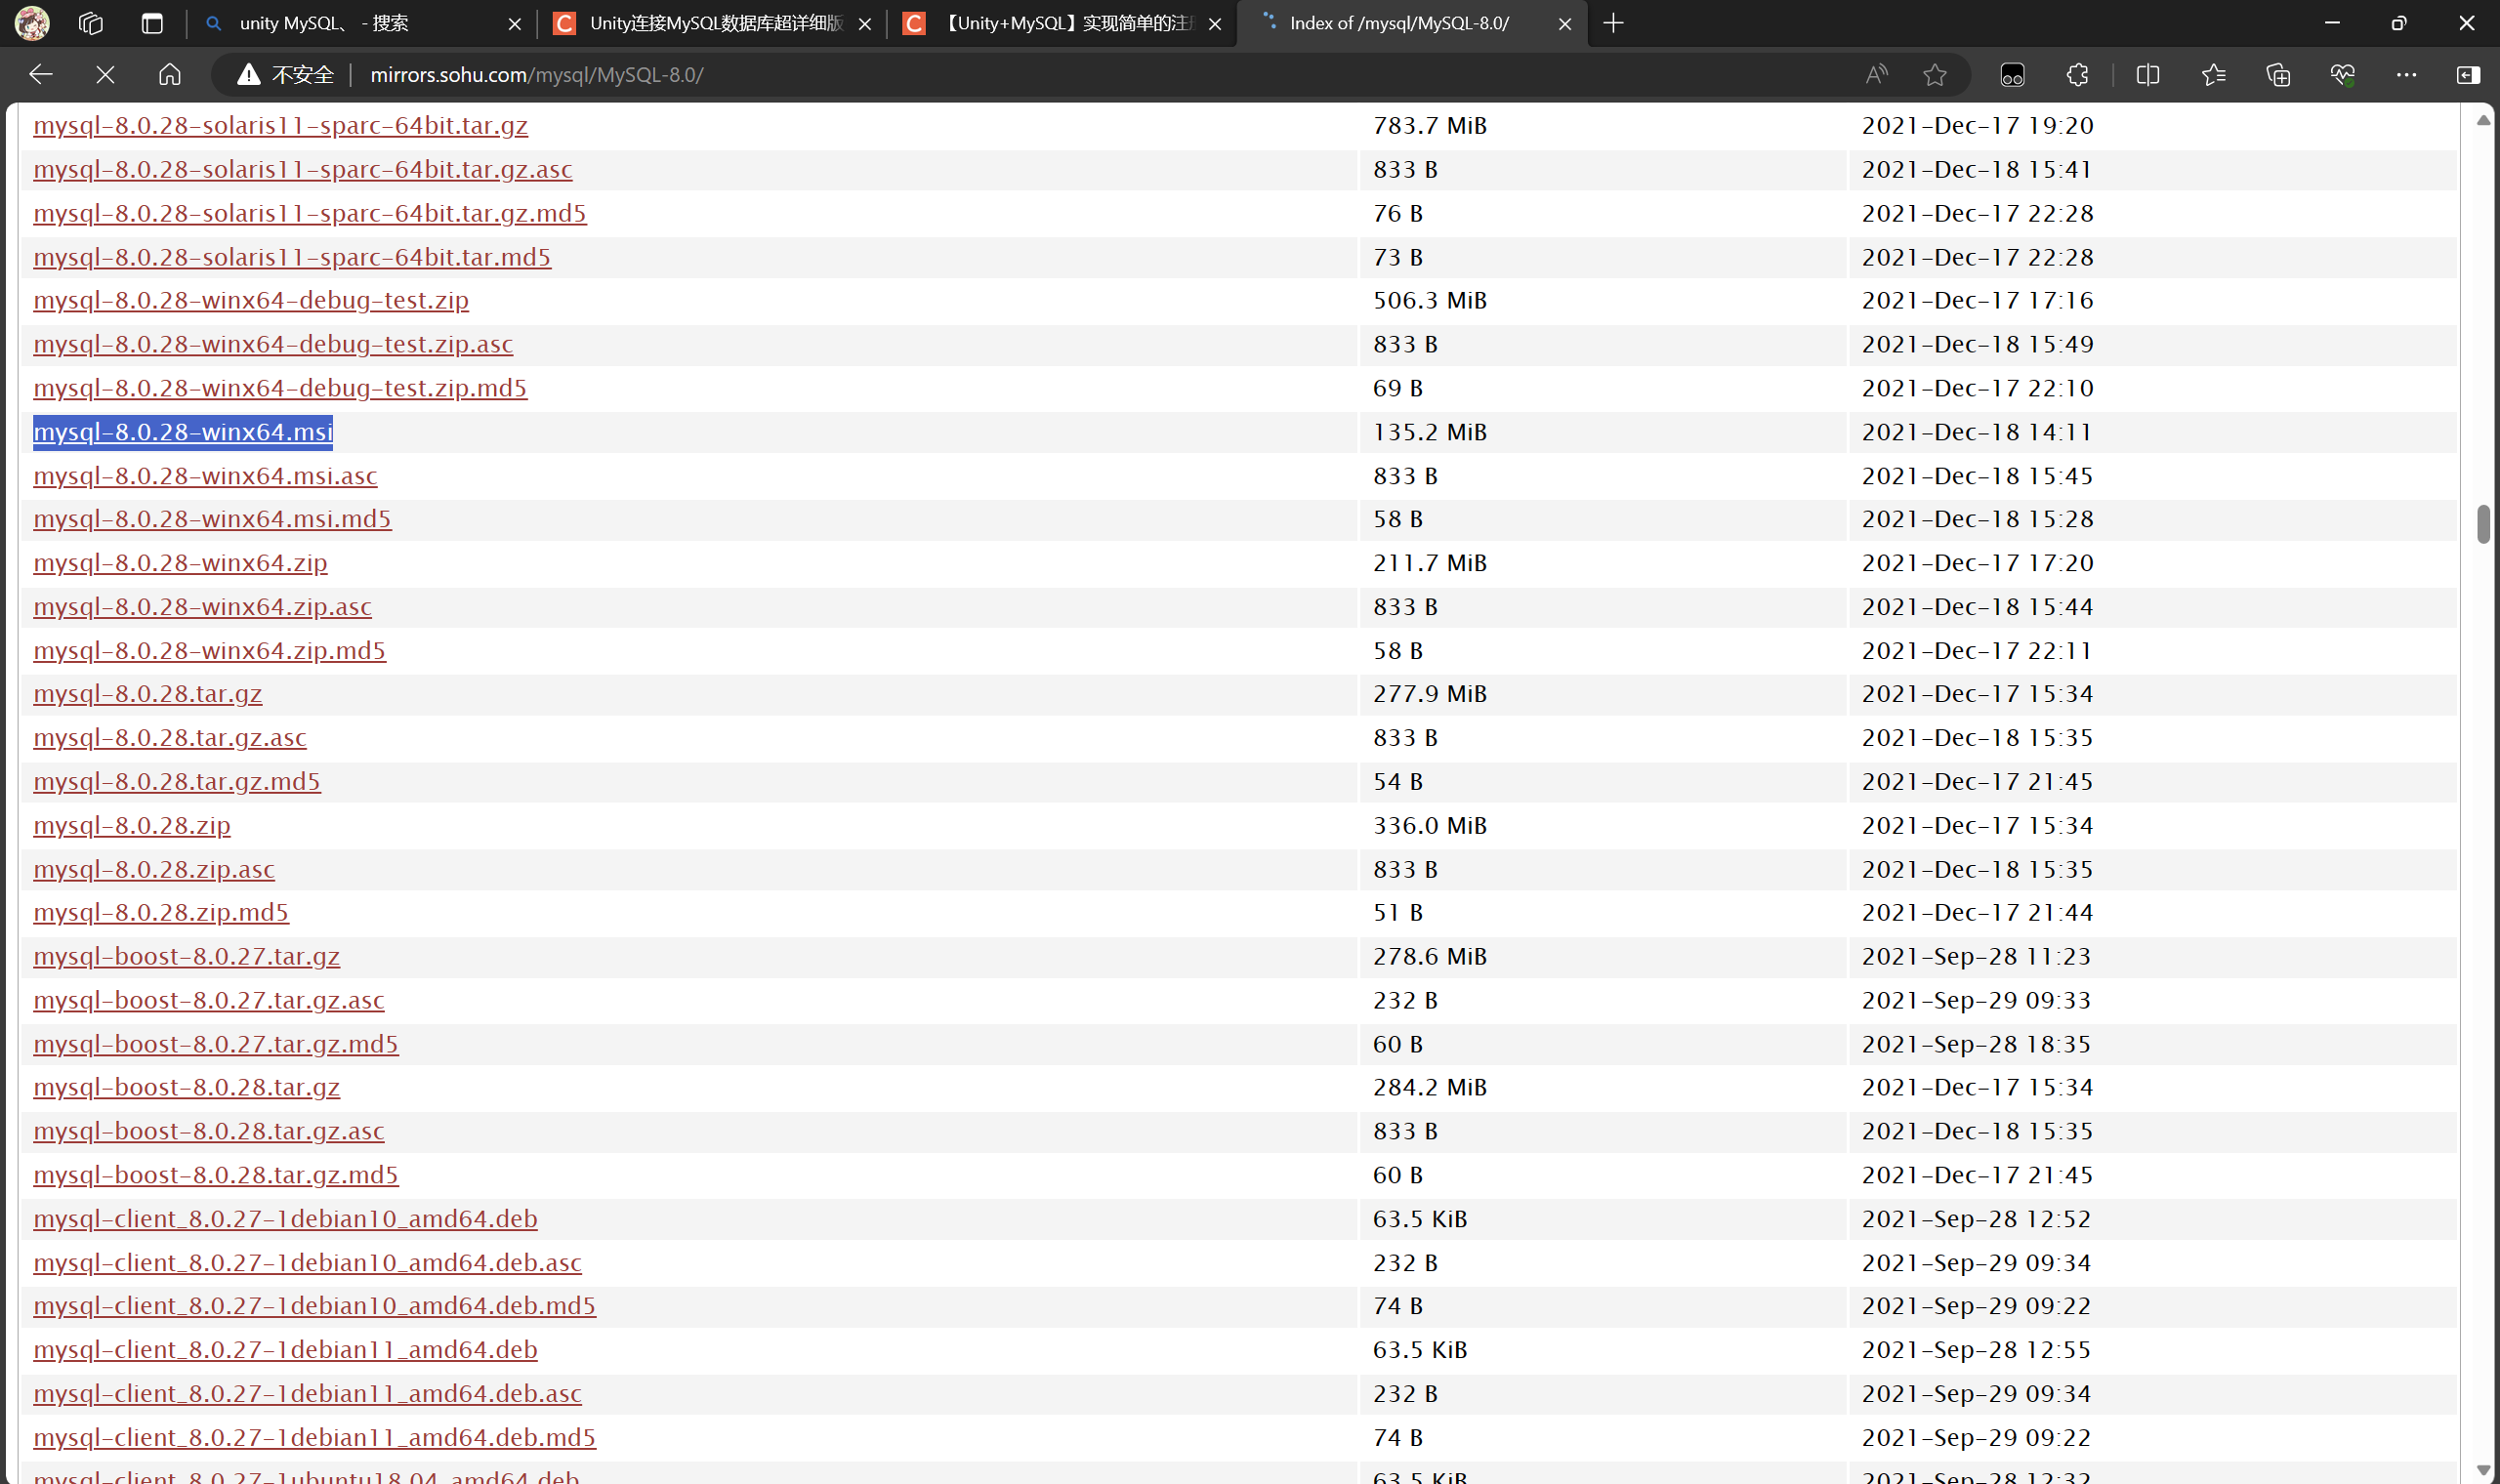 unity MySQL、 - 搜索
Unity连接MySQL数据库超详细版
【Unity+MySQL】实现简单的注
Index of /mysql/MySQL-8.0/
不安全 mirrors.sohu.com/mysql/MySQL-8.0/
mysql-8.0.28-solaris11-sparc-64bit.tar.gz 783.7 MiB 2021-Dec-17 19:20
mysql-8.0.28-solaris11-sparc-64bit.tar.gz.asc 833 B 2021-Dec-18 15:41
mysql-8.0.28-solaris11-sparc-64bit.tar.gz.md5 76 B 2021-Dec-17 22:28
mysql-8.0.28-solaris11-sparc-64bit.tar.md5 73 B 2021-Dec-17 22:28
mysql-8.0.28-winx64-debug-test.zip 506.3 MiB 2021-Dec-17 17:16
mysql-8.0.28-winx64-debug-test.zip.asc 833 B 2021-Dec-18 15:49
mysql-8.0.28-winx64-debug-test.zip.md5 69 B 2021-Dec-17 22:10
mysql-8.0.28-winx64.msi 135.2 MiB 2021-Dec-18 14:11
mysql-8.0.28-winx64.msi.asc 833 B 2021-Dec-18 15:45
mysql-8.0.28-winx64.msi.md5 58 B 2021-Dec-18 15:28
mysql-8.0.28-winx64.zip 211.7 MiB 2021-Dec-17 17:20
mysql-8.0.28-winx64.zip.asc 833 B 2021-Dec-18 15:44
mysql-8.0.28-winx64.zip.md5 58 B 2021-Dec-17 22:11
mysql-8.0.28.tar.gz 277.9 MiB 2021-Dec-17 15:34
mysql-8.0.28.tar.gz.asc 833 B 2021-Dec-18 15:35
mysql-8.0.28.tar.gz.md5 54 B 2021-Dec-17 21:45
mysql-8.0.28.zip 336.0 MiB 2021-Dec-17 15:34
mysql-8.0.28.zip.asc 833 B 2021-Dec-18 15:35
mysql-8.0.28.zip.md5 51 B 2021-Dec-17 21:44
mysql-boost-8.0.27.tar.gz 278.6 MiB 2021-Sep-28 11:23
mysql-boost-8.0.27.tar.gz.asc 232 B 2021-Sep-29 09:33
mysql-boost-8.0.27.tar.gz.md5 60 B 2021-Sep-28 18:35
mysql-boost-8.0.28.tar.gz 284.2 MiB 2021-Dec-17 15:34
mysql-boost-8.0.28.tar.gz.asc 833 B 2021-Dec-18 15:35
mysql-boost-8.0.28.tar.gz.md5 60 B 2021-Dec-17 21:45
mysql-client_8.0.27-1debian10_amd64.deb 63.5 KiB 2021-Sep-28 12:52
mysql-client_8.0.27-1debian10_amd64.deb.asc 232 B 2021-Sep-29 09:34
mysql-client_8.0.27-1debian10_amd64.deb.md5 74 B 2021-Sep-29 09:22
mysql-client_8.0.27-1debian11_amd64.deb 63.5 KiB 2021-Sep-28 12:55
mysql-client_8.0.27-1debian11_amd64.deb.asc 232 B 2021-Sep-29 09:34
mysql-client_8.0.27-1debian11_amd64.deb.md5 74 B 2021-Sep-29 09:22
mysql-client_8.0.27-1ubuntu18.04_amd64.deb 63.5 KiB 2021-Sep-28 12:32